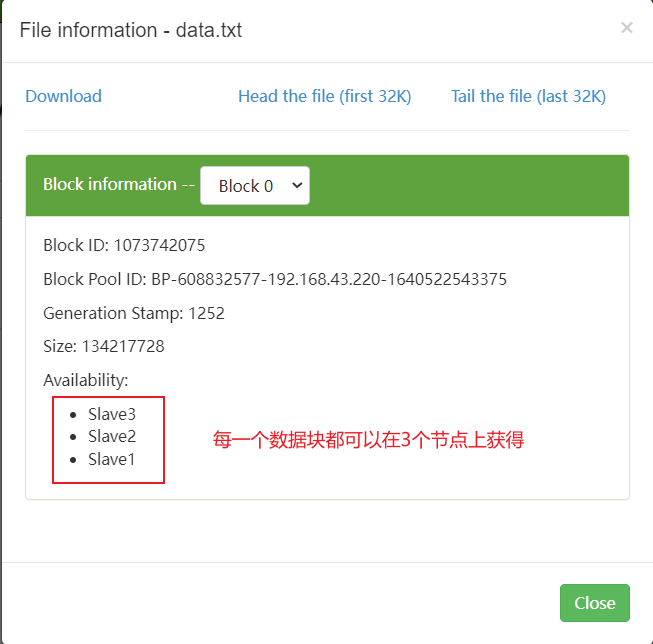 File information - data.txt
×
Download
Head the file (first 32K)
Tail the file (last 32K)
Block information -- Block 0
Block ID: 1073742075
Block Pool ID: BP-608832577-192.168.43.220-1640522543375
Generation Stamp: 1252
Size: 134217728
Availability:
Slave3
Slave2
Slave1
每一个数据块都可以在3个节点上获得
Close